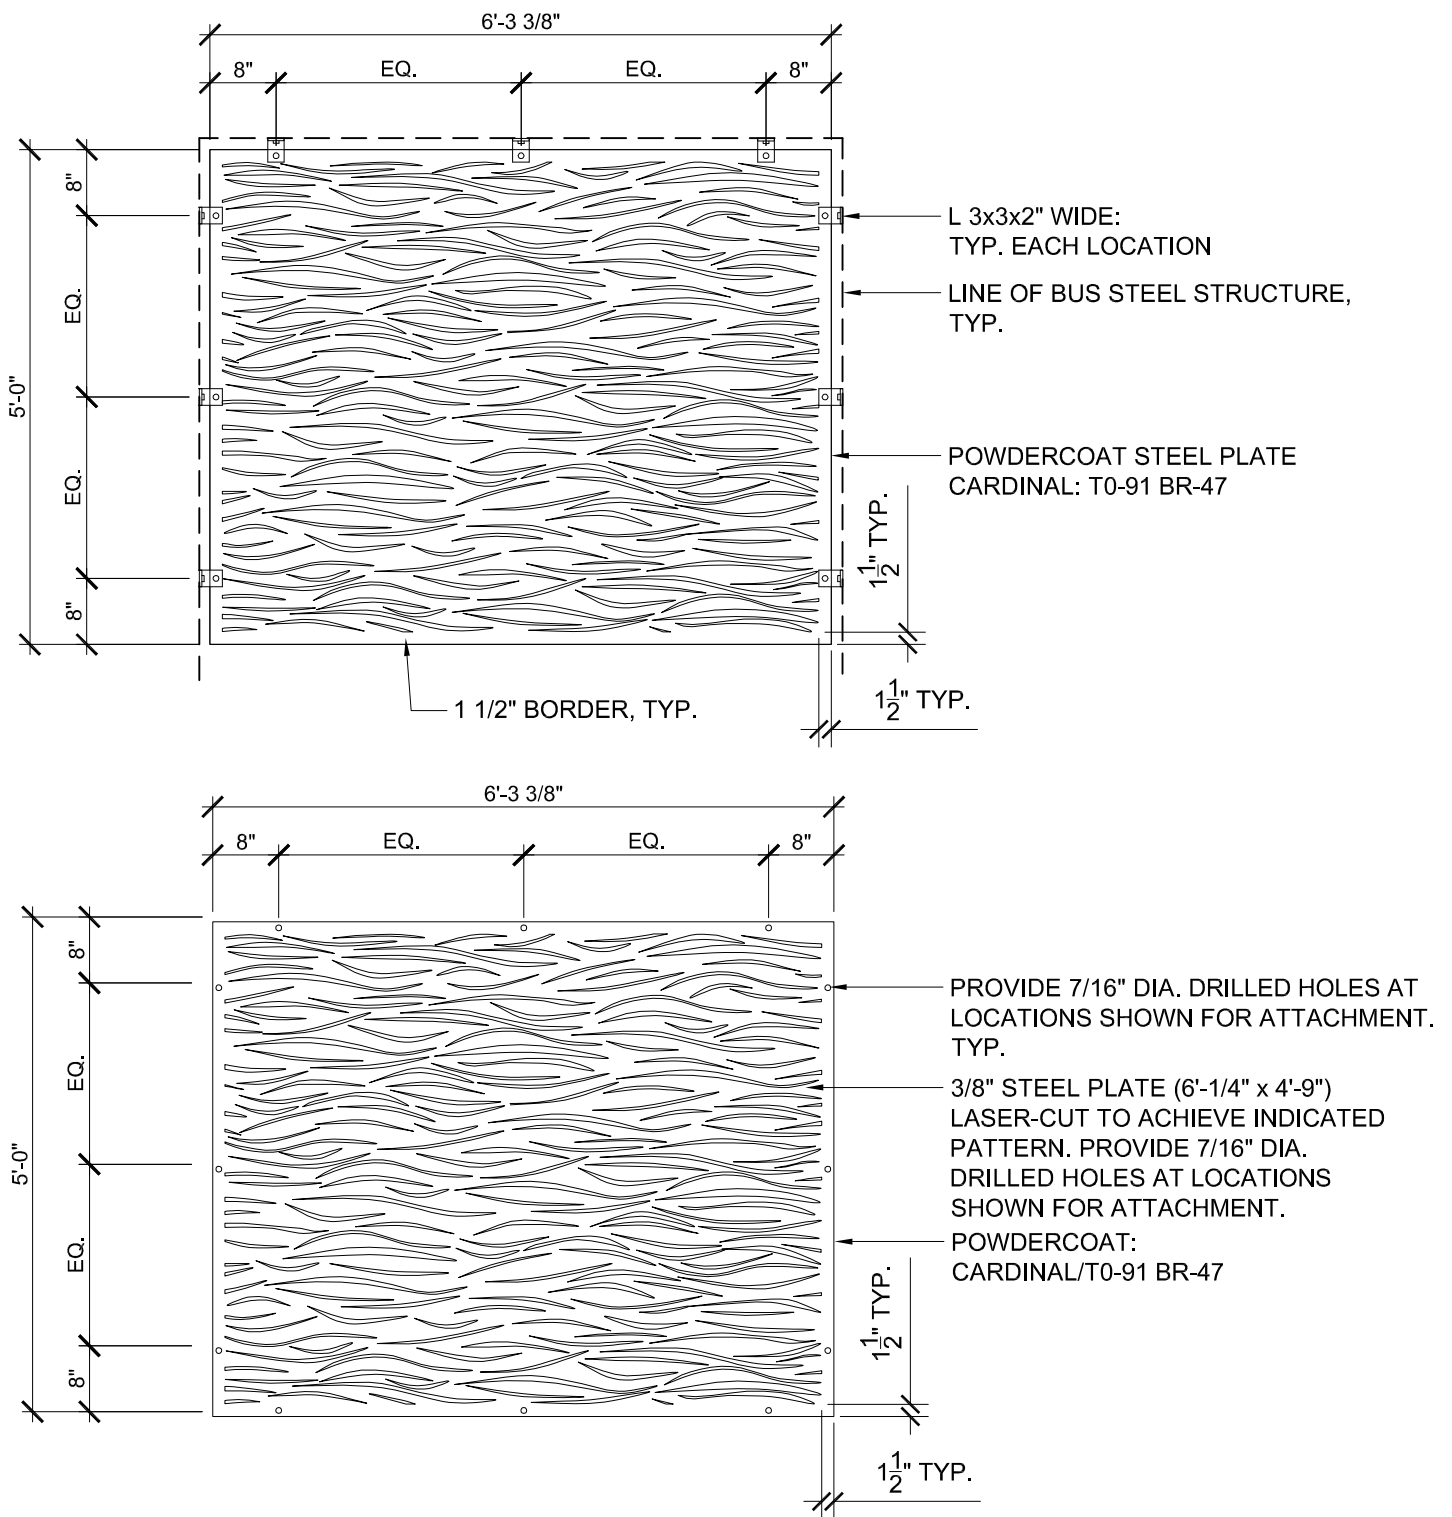 6'-3 3/8"
8" EQ. EQ. 8"
8"
EQ.
5'-0"
EQ.
8"
L 3x3x2" WIDE:
TYP. EACH LOCATION
LINE OF BUS STEEL STRUCTURE,
TYP.
POWDERCOAT STEEL PLATE
CARDINAL: T0-91 BR-47
1 1/2" TYP.
1 1/2" TYP.
1 1/2" BORDER, TYP.
6'-3 3/8"
8" EQ. EQ. 8"
8"
EQ.
5'-0"
EQ.
8"
PROVIDE 7/16" DIA. DRILLED HOLES AT
LOCATIONS SHOWN FOR ATTACHMENT.
TYP.
3/8" STEEL PLATE (6'-1/4" x 4'-9")
LASER-CUT TO ACHIEVE INDICATED
PATTERN. PROVIDE 7/16" DIA.
DRILLED HOLES AT LOCATIONS
SHOWN FOR ATTACHMENT.
POWDERCOAT:
CARDINAL/T0-91 BR-47
1 1/2" TYP.
1 1/2" TYP.